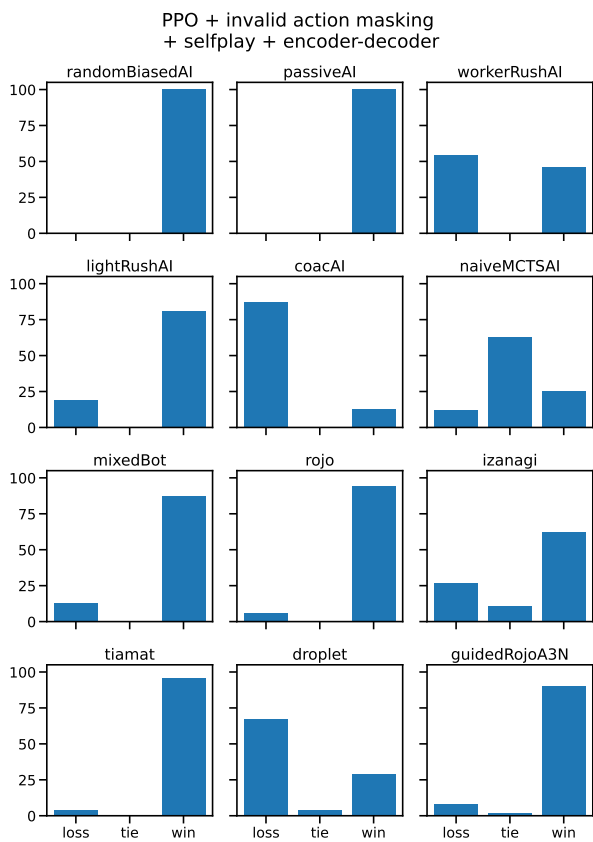 PPO + invalid action masking
+ selfplay + encoder-decoder
randomBiasedAI passiveAI workerRushAI
100
75
50
25
0
lightRushAI coacAI naiveMCTSAI
100
75
50
25
0
mixedBot rojo izanagi
100
75
50
25
0
tiamat droplet guidedRojoA3N
100
75
50
25
0
loss tie win loss tie win loss tie win